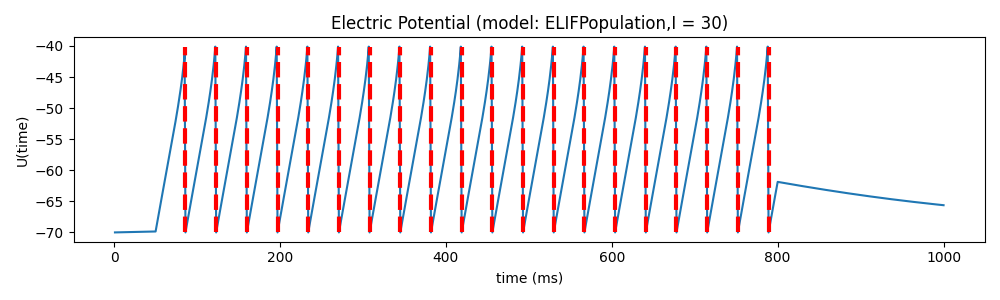 Electric Potential (model: ELIFPopulation,I = 30)
U(time)
−40
−45
−50
−55
−60
−65
−70
0 200 400 600 800 1000
time (ms)